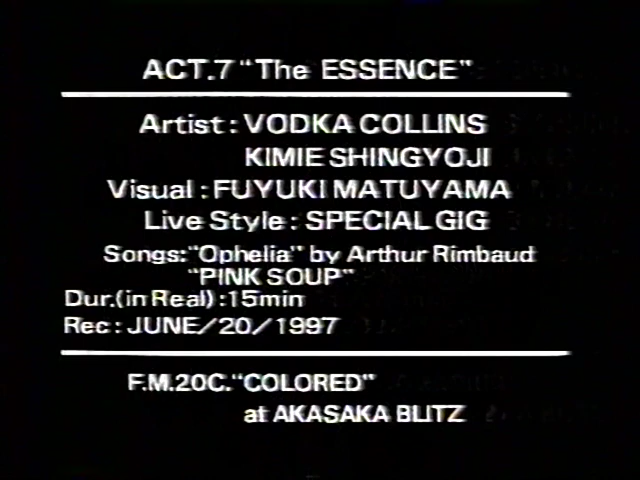 ACT.7 "The ESSENCE"
Artist : VODKA COLLINS
KIMIE SHINGYOJI
Visual : FUYUKI MATUYAMA
Live Style : SPECIAL GIG
Songs:"Ophelia" by Arthur Rimbaud
"PINK SOUP"
Dur.(in Real) :15min
Rec : JUNE/20/1997
F.M.20C."COLORED"
at AKASAKA BLITZ